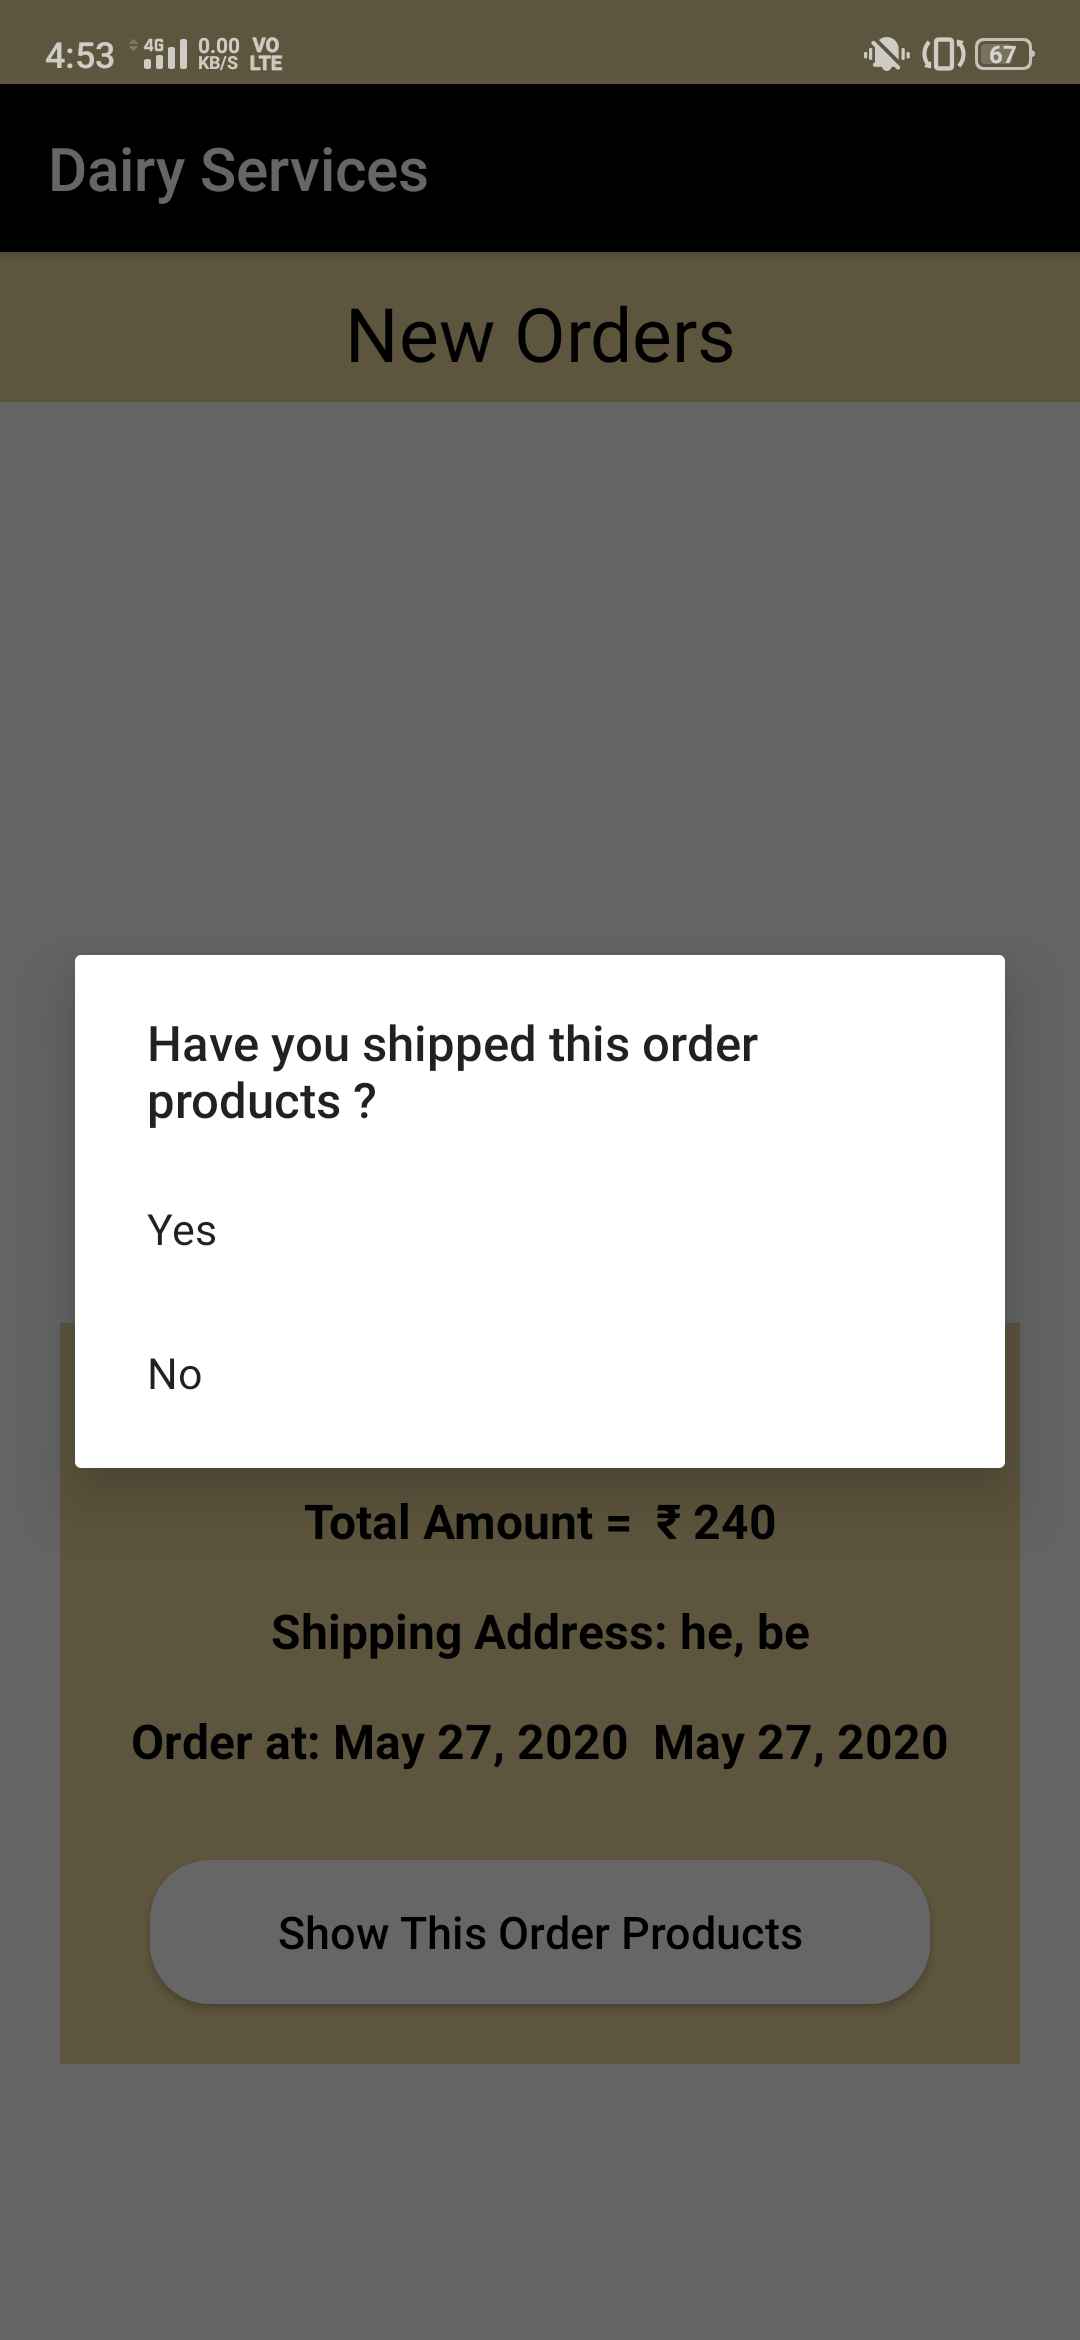 4:53 4G 0.00 KB/S VO LTE 67
Dairy Services
New Orders
Have you shipped this order
products ?
Yes
No
Total Amount =  ₹ 240
Shipping Address: he, be
Order at: May 27, 2020  May 27, 2020
Show This Order Products